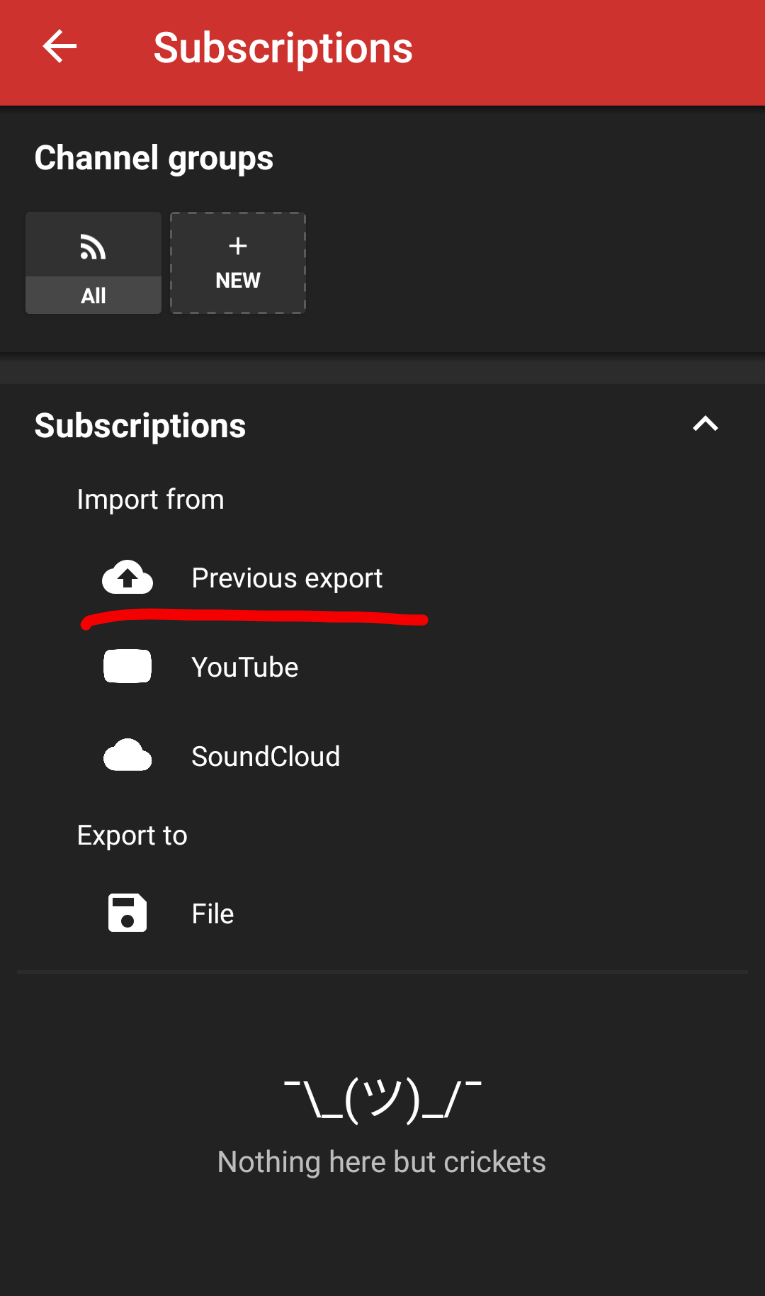 Subscriptions
Channel groups
All
+
NEW
Subscriptions
Import from
Previous export
YouTube
SoundCloud
Export to
File
¯\_(ツ)_/¯
Nothing here but crickets